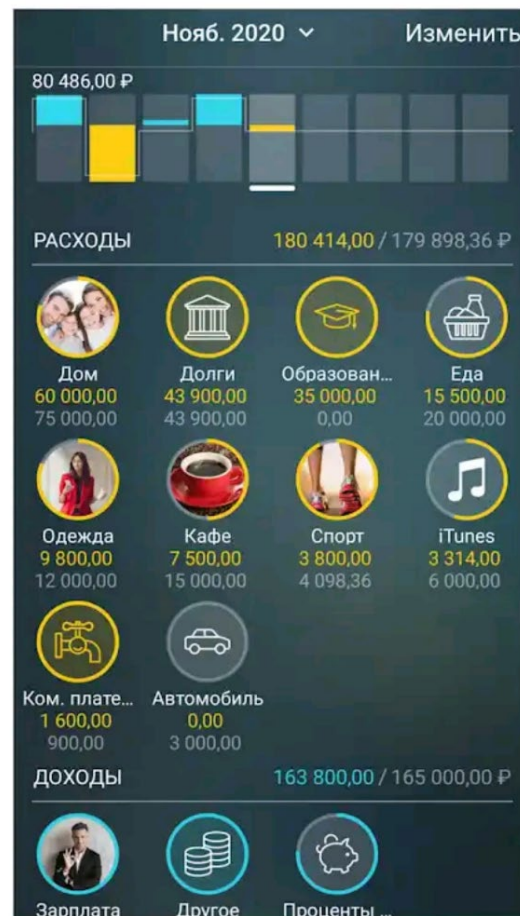 Нояб. 2020 Изменить
80 486,00 ₽
РАСХОДЫ 180 414,00 / 179 898,36 ₽
Дом Долги Образован... Еда
60 000,00 43 900,00 35 000,00 15 500,00
75 000,00 43 900,00 0,00 20 000,00
Одежда Кафе Спорт iTunes
9 800,00 7 500,00 3 800,00 3 314,00
12 000,00 15 000,00 4 098,36 6 000,00
Ком. плате... Автомобиль
1 600,00 0,00
900,00 3 000,00
ДОХОДЫ 163 800,00 / 165 000,00 ₽
Зарплата Другое Проценты ...